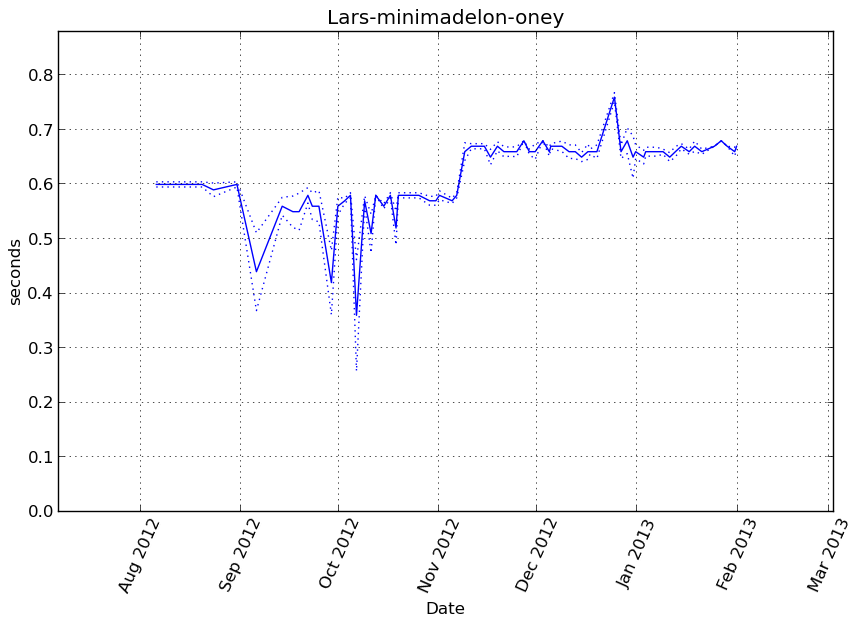 Lars-minimadelon-oney
0.8
0.7
0.6
0.5
0.4
0.3
0.2
0.1
0.0
seconds
Aug 2012
Sep 2012
Oct 2012
Nov 2012
Dec 2012
Jan 2013
Feb 2013
Mar 2013
Date